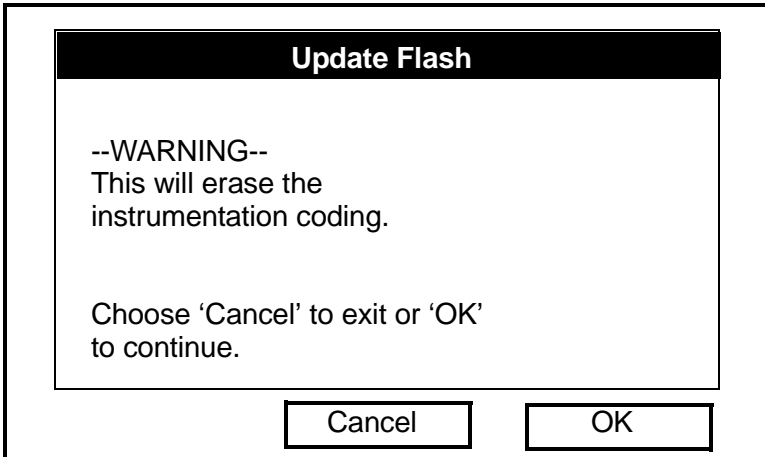 Update Flash
--WARNING--
This will erase the
instrumentation coding.
Choose ‘Cancel’ to exit or ‘OK’
to continue.
Cancel OK